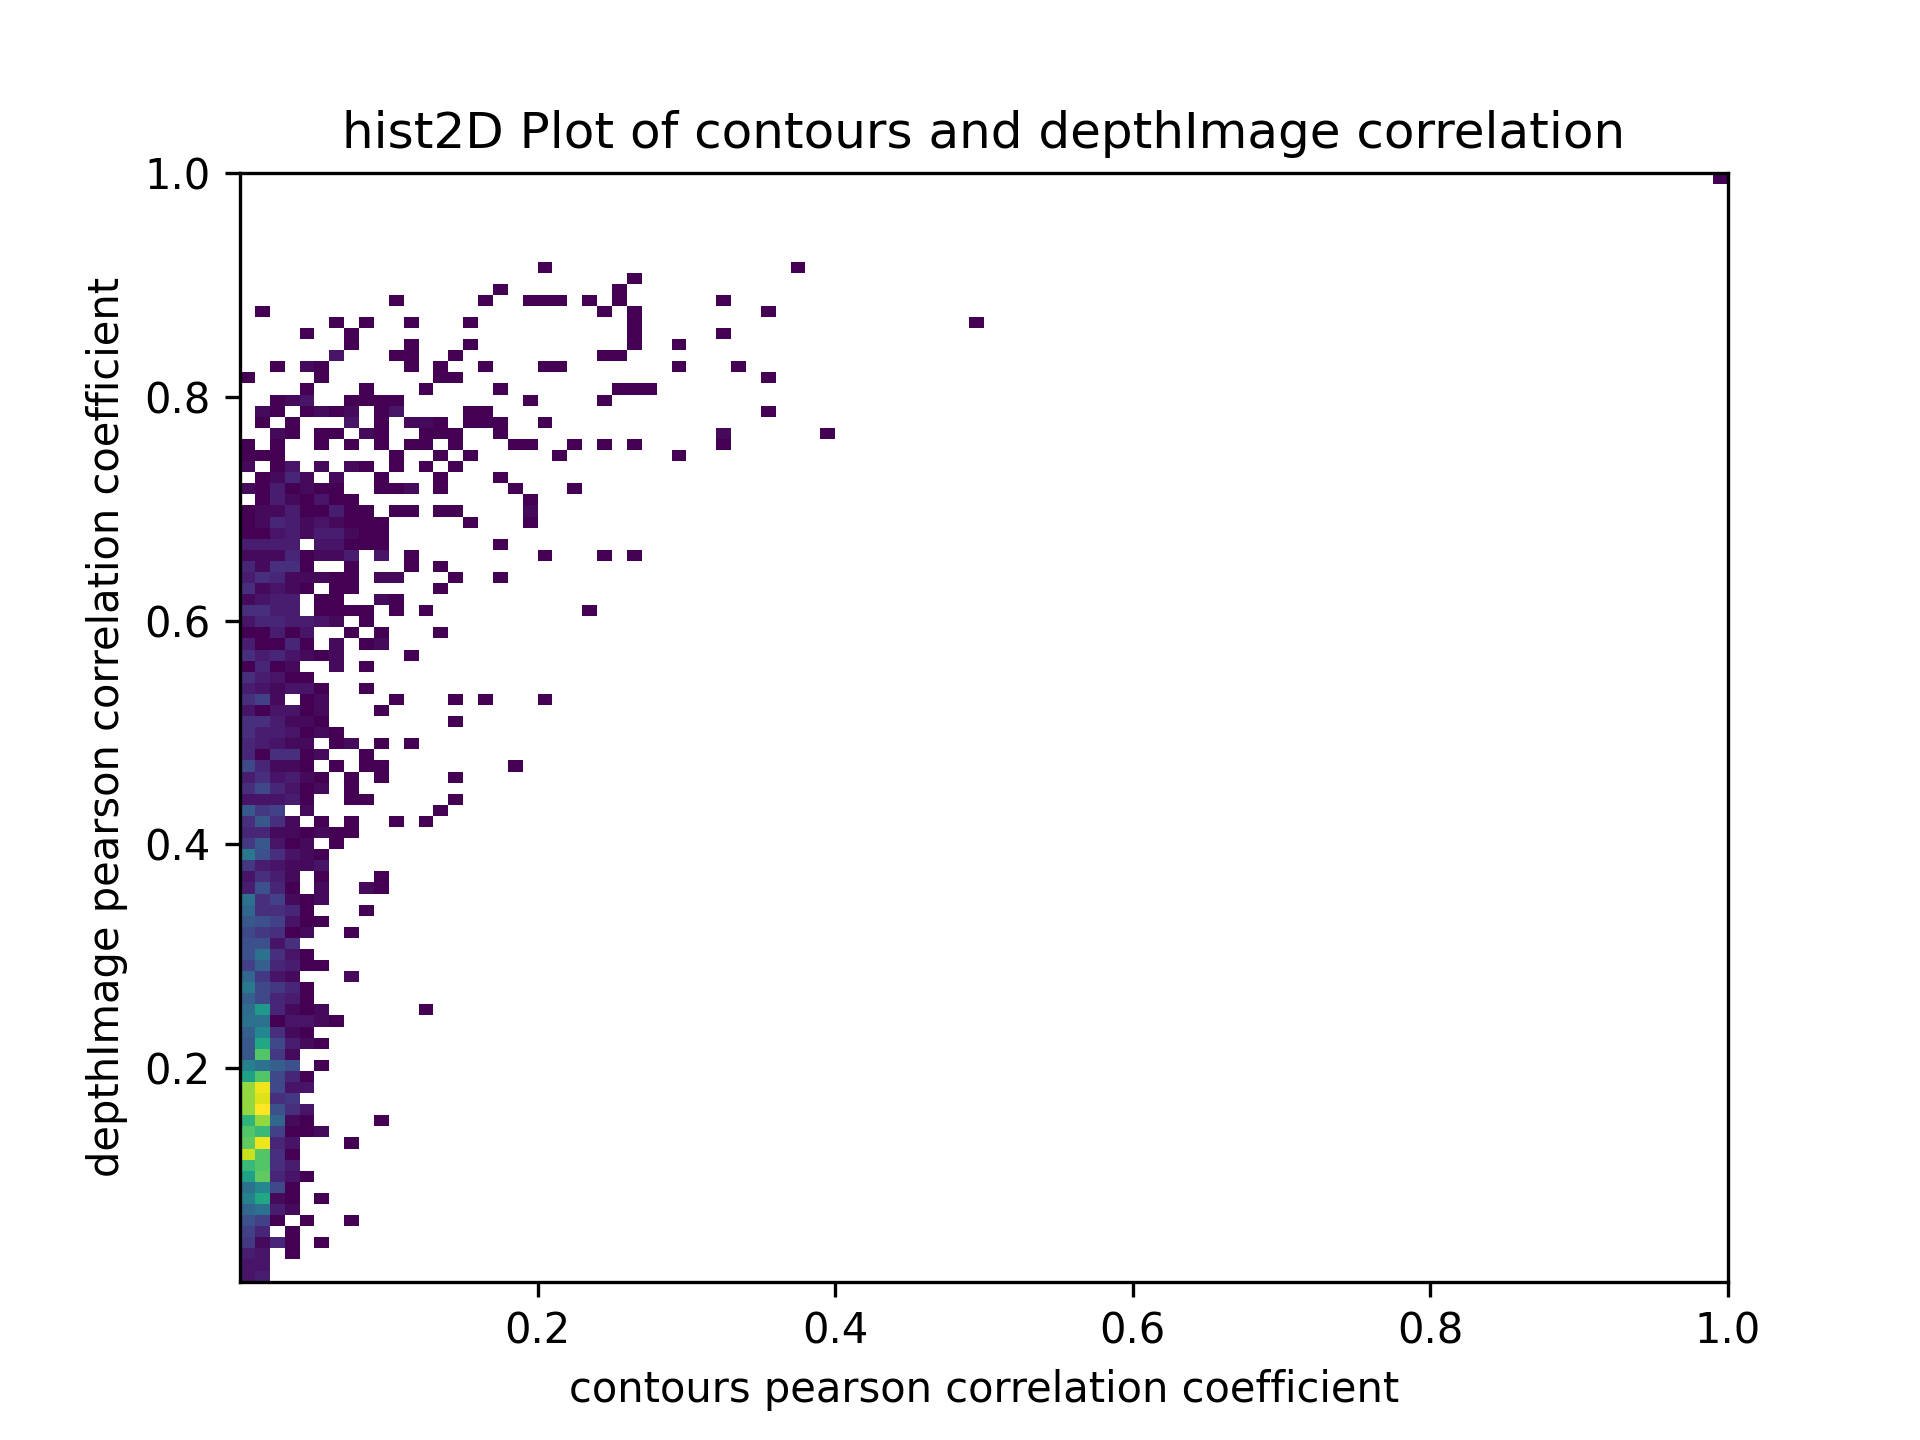 hist2D Plot of contours and depthImage correlation
1.0
0.8
0.6
0.4
0.2
depthImage pearson correlation coefficient
0.2 0.4 0.6 0.8 1.0
contours pearson correlation coefficient